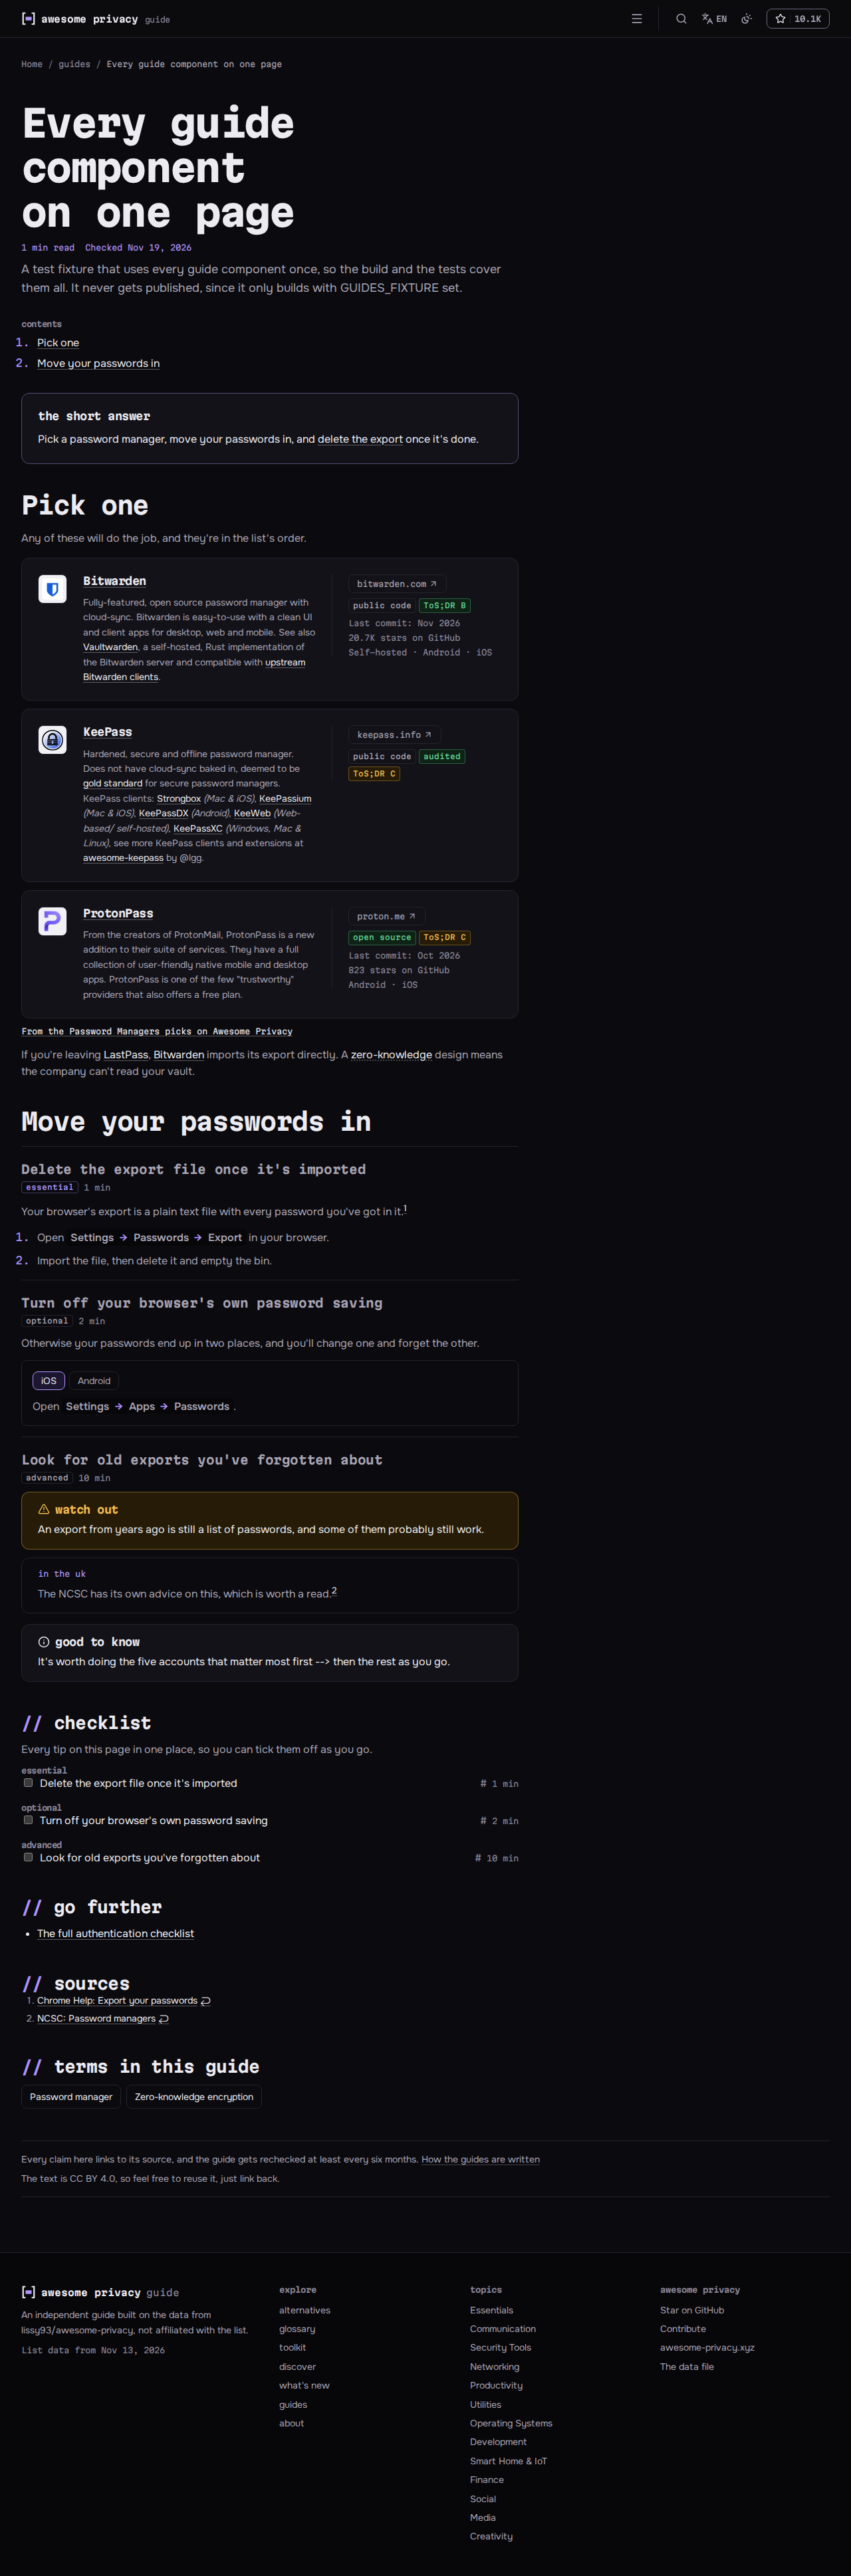 [-] awesome privacy guide
EN
10.1K
Home / guides / Every guide component on one page
Every guide
component
on one page
1 min read Checked Nov 19, 2026
A test fixture that uses every guide component once, so the build and the tests cover
them all. It never gets published, since it only builds with GUIDES_FIXTURE set.
contents
1. Pick one
2. Move your passwords in
the short answer
Pick a password manager, move your passwords in, and delete the export once it's done.
Pick one
Any of these will do the job, and they're in the list's order.
Bitwarden
Fully-featured, open source password manager with
cloud-sync. Bitwarden is easy-to-use with a clean UI
and client apps for desktop, web and mobile. See also
Vaultwarden, a self-hosted, Rust implementation of
the Bitwarden server and compatible with upstream
Bitwarden clients.
bitwarden.com ↗
public code ToS;DR B
Last commit: Nov 2026
20.7K stars on GitHub
Self-hosted · Android · iOS
KeePass
Hardened, secure and offline password manager.
Does not have cloud-sync baked in, deemed to be
gold standard for secure password managers.
KeePass clients: Strongbox (Mac & iOS), KeePassium
(Mac & iOS), KeePassDX (Android), KeeWeb (Web-
based/ self-hosted), KeePassXC (Windows, Mac &
Linux), see more KeePass clients and extensions at
awesome-keepass by @lgg.
keepass.info ↗
public code audited
ToS;DR C
ProtonPass
From the creators of ProtonMail, ProtonPass is a new
addition to their suite of services. They have a full
collection of user-friendly native mobile and desktop
apps. ProtonPass is one of the few "trustworthy"
providers that also offers a free plan.
proton.me ↗
open source ToS;DR C
Last commit: Oct 2026
823 stars on GitHub
Android · iOS
From the Password Managers picks on Awesome Privacy
If you're leaving LastPass, Bitwarden imports its export directly. A zero-knowledge design means
the company can't read your vault.
Move your passwords in
Delete the export file once it's imported
essential 1 min
Your browser's export is a plain text file with every password you've got in it.1
1. Open Settings → Passwords → Export in your browser.
2. Import the file, then delete it and empty the bin.
Turn off your browser's own password saving
optional 2 min
Otherwise your passwords end up in two places, and you'll change one and forget the other.
iOS Android
Open Settings → Apps → Passwords .
Look for old exports you've forgotten about
advanced 10 min
watch out
An export from years ago is still a list of passwords, and some of them probably still work.
in the uk
The NCSC has its own advice on this, which is worth a read.2
good to know
It's worth doing the five accounts that matter most first --> then the rest as you go.
// checklist
Every tip on this page in one place, so you can tick them off as you go.
essential
Delete the export file once it's imported # 1 min
optional
Turn off your browser's own password saving # 2 min
advanced
Look for old exports you've forgotten about # 10 min
// go further
• The full authentication checklist
// sources
1. Chrome Help: Export your passwords
2. NCSC: Password managers
// terms in this guide
Password manager Zero-knowledge encryption
Every claim here links to its source, and the guide gets rechecked at least every six months. How the guides are written
The text is CC BY 4.0, so feel free to reuse it, just link back.
[-] awesome privacy guide
An independent guide built on the data from
lissy93/awesome-privacy, not affiliated with the list.
List data from Nov 13, 2026
explore
alternatives
glossary
toolkit
discover
what's new
guides
about
topics
Essentials
Communication
Security Tools
Networking
Productivity
Utilities
Operating Systems
Development
Smart Home & IoT
Finance
Social
Media
Creativity
awesome privacy
Star on GitHub
Contribute
awesome-privacy.xyz
The data file